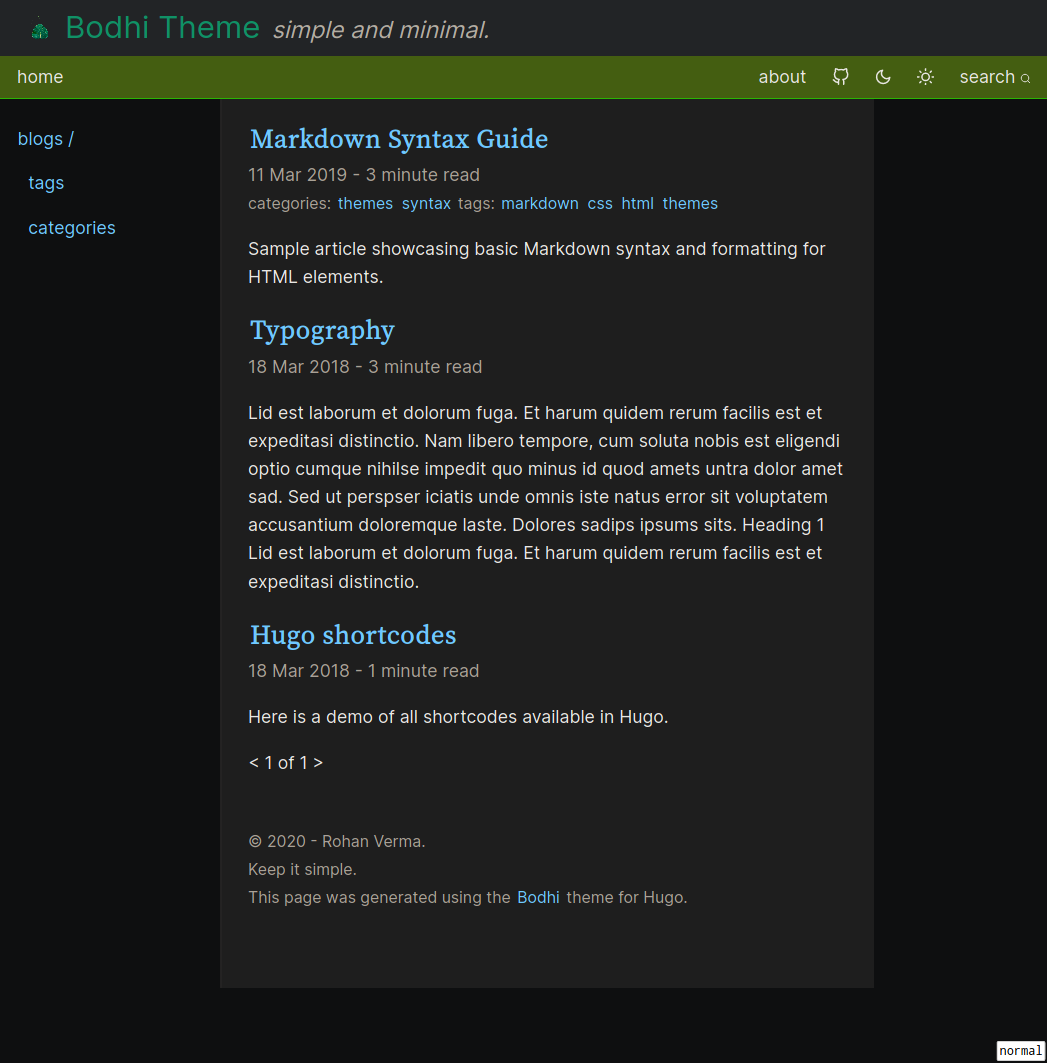 Bodhi Theme simple and minimal.
home about search
blogs /
tags
categories
Markdown Syntax Guide
11 Mar 2019 - 3 minute read
categories: themes syntax tags: markdown css html themes
Sample article showcasing basic Markdown syntax and formatting for
HTML elements.
Typography
18 Mar 2018 - 3 minute read
Lid est laborum et dolorum fuga. Et harum quidem rerum facilis est et
expeditasi distinctio. Nam libero tempore, cum soluta nobis est eligendi
optio cumque nihilse impedit quo minus id quod amets untra dolor amet
sad. Sed ut perspser iciatis unde omnis iste natus error sit voluptatem
accusantium doloremque laste. Dolores sadips ipsums sits. Heading 1
Lid est laborum et dolorum fuga. Et harum quidem rerum facilis est et
expeditasi distinctio.
Hugo shortcodes
18 Mar 2018 - 1 minute read
Here is a demo of all shortcodes available in Hugo.
< 1 of 1 >
© 2020 - Rohan Verma.
Keep it simple.
This page was generated using the Bodhi theme for Hugo.
normal